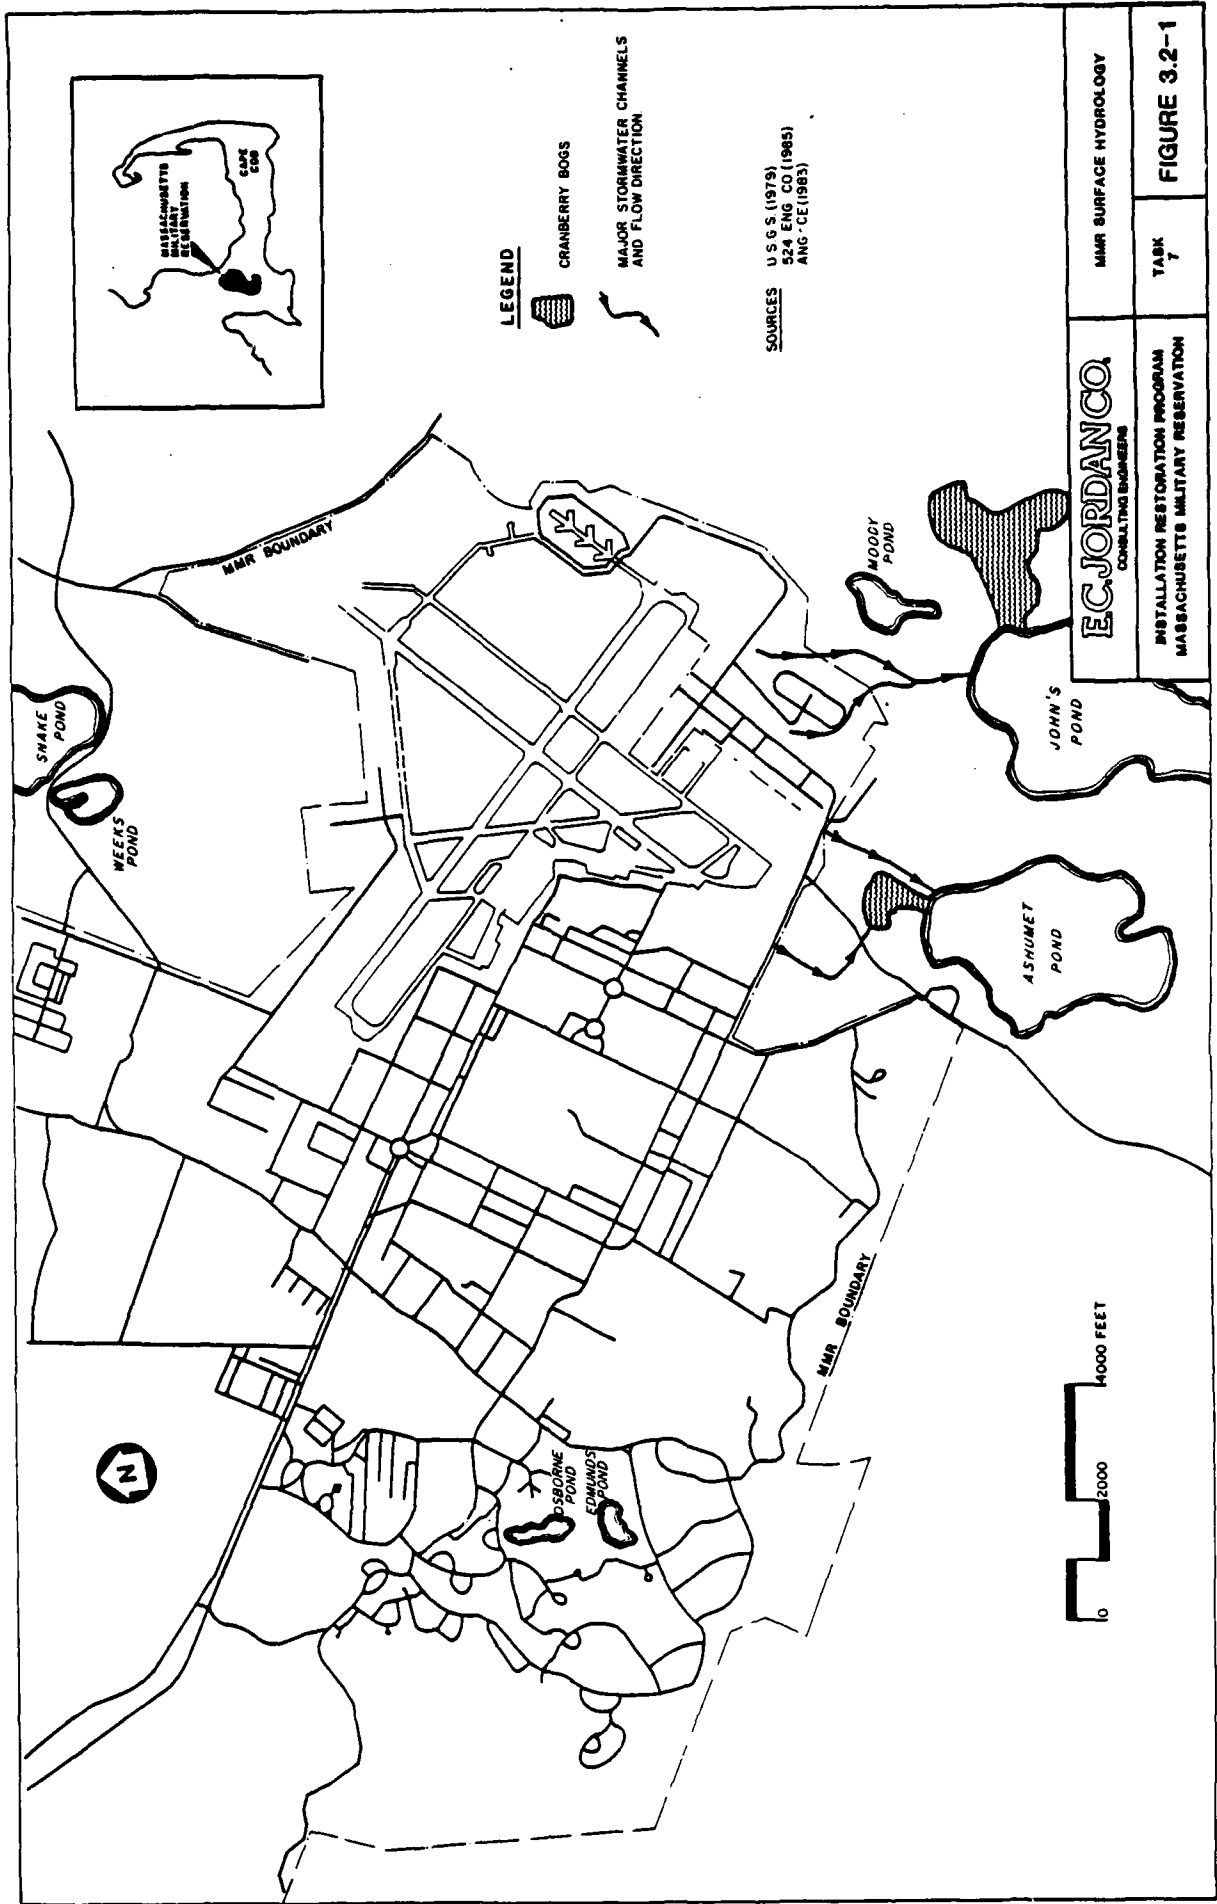 MASSACHUSETTS
MILITARY
RESERVATION
CAPE
COD
LEGEND
CRANBERRY BOGS
MAJOR STORMWATER CHANNELS
AND FLOW DIRECTION
SOURCES
U S G S (1979)
524 ENG CO (1985)
ANG-CE (1983)
SNAKE
POND
WEEKS
POND
MMR BOUNDARY
MOODY
POND
JOHN'S
POND
ASHUMET
POND
OSBORNE
POND
EDMUNDS
POND
MMR BOUNDARY
N
0
2000
4000 FEET
E.C. JORDAN CO.
CONSULTING ENGINEERS
MMR SURFACE HYDROLOGY
INSTALLATION RESTORATION PROGRAM
MASSACHUSETTS MILITARY RESERVATION
TASK
7
FIGURE 3.2-1